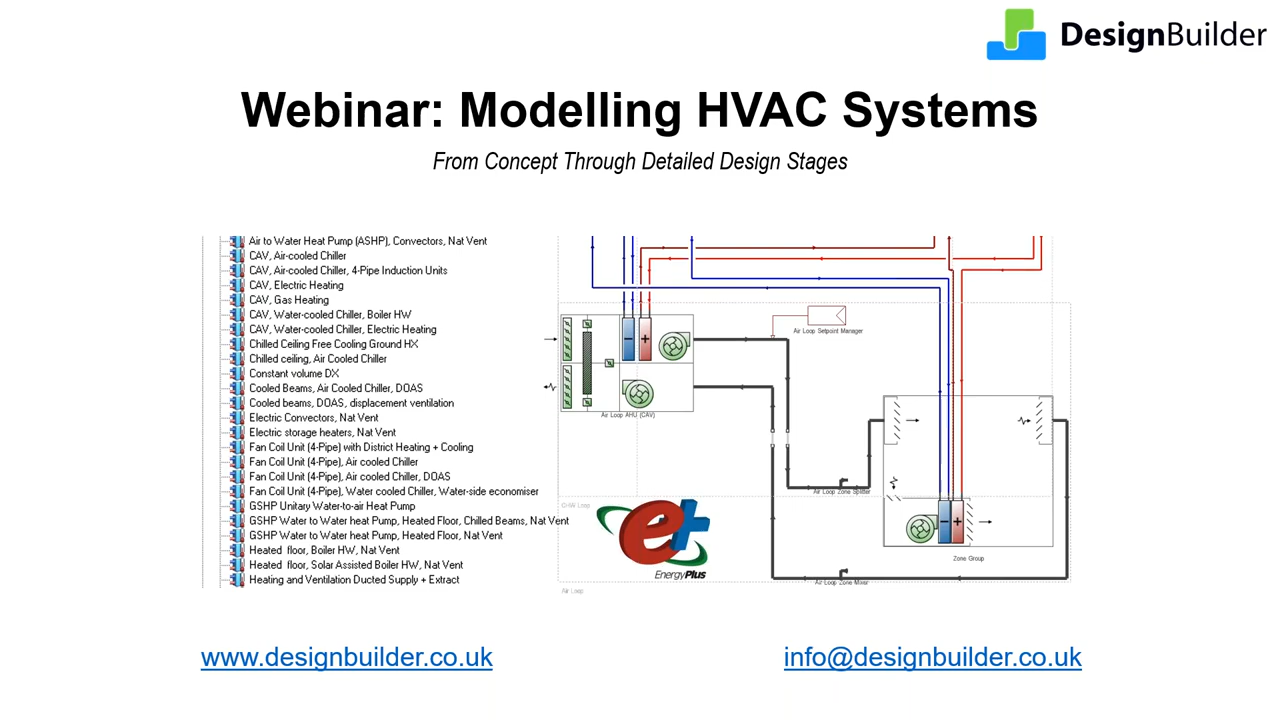 DesignBuilder
Webinar: Modelling HVAC Systems
From Concept Through Detailed Design Stages
Air to Water Heat Pump (ASHP), Convectors, Nat Vent
CAV, Air-cooled Chiller
CAV, Air-cooled Chiller, 4-Pipe Induction Units
CAV, Electric Heating
CAV, Gas Heating
CAV, Water-cooled Chiller, Boiler HW
CAV, Water-cooled Chiller, Electric Heating
Chilled Ceiling Free Cooling Ground HX
Chilled ceiling, Air Cooled Chiller
Constant volume DX
Cooled Beams, Air Cooled Chiller, DOAS
Cooled beams, DOAS, displacement ventilation
Electric Convectors, Nat Vent
Electric storage heaters, Nat Vent
Fan Coil Unit (4-Pipe) with District Heating + Cooling
Fan Coil Unit (4-Pipe), Air cooled Chiller
Fan Coil Unit (4-Pipe), Air cooled Chiller, DOAS
Fan Coil Unit (4-Pipe), Water cooled Chiller, Water-side economiser
GSHP Unitary Water-to-air Heat Pump
GSHP Water to Water heat Pump, Heated Floor, Chilled Beams, Nat Vent
GSHP Water to Water heat Pump, Heated Floor, Nat Vent
Heated floor, Boiler HW, Nat Vent
Heated floor, Solar Assisted Boiler HW, Nat Vent
Heating and Ventilation Ducted Supply + Extract
Air Loop Setpoint Manager
Air Loop AHU (CAV)
Air Loop Zone Splitter
CHW Loop
Zone Group
Air Loop Zone Mixer
Air Loop
e+
EnergyPlus
www.designbuilder.co.uk
info@designbuilder.co.uk